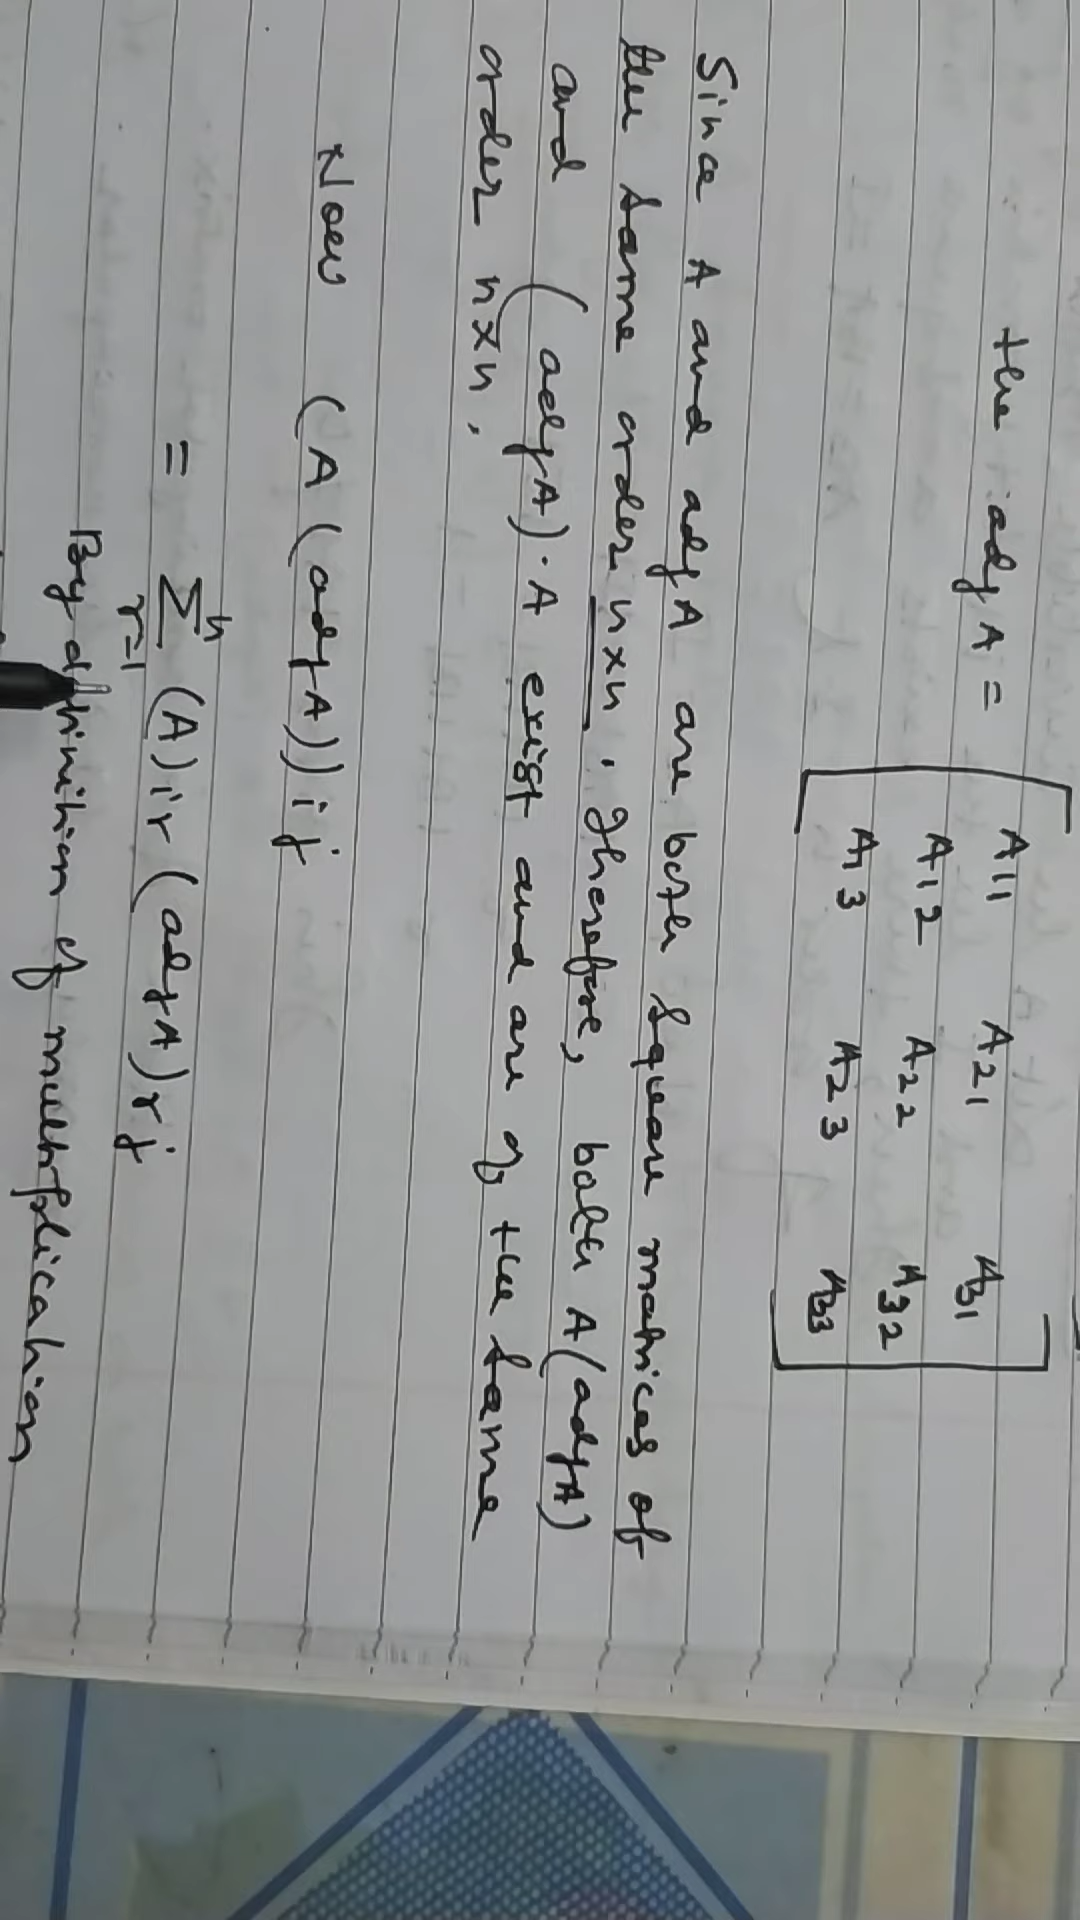 the adj A = [ A11 A21 A31
A12 A22 A32
A13 A23 A33 ]
Since A and adj A are both square matrices of
the same order n×n. Therefore, both A(adj A)
and (adj A)·A exist and are of the same
order n×n.
Now (A (adj A))ij
= ∑ⁿr=1 (A)ir (adj A)rj
By definition of multiplication